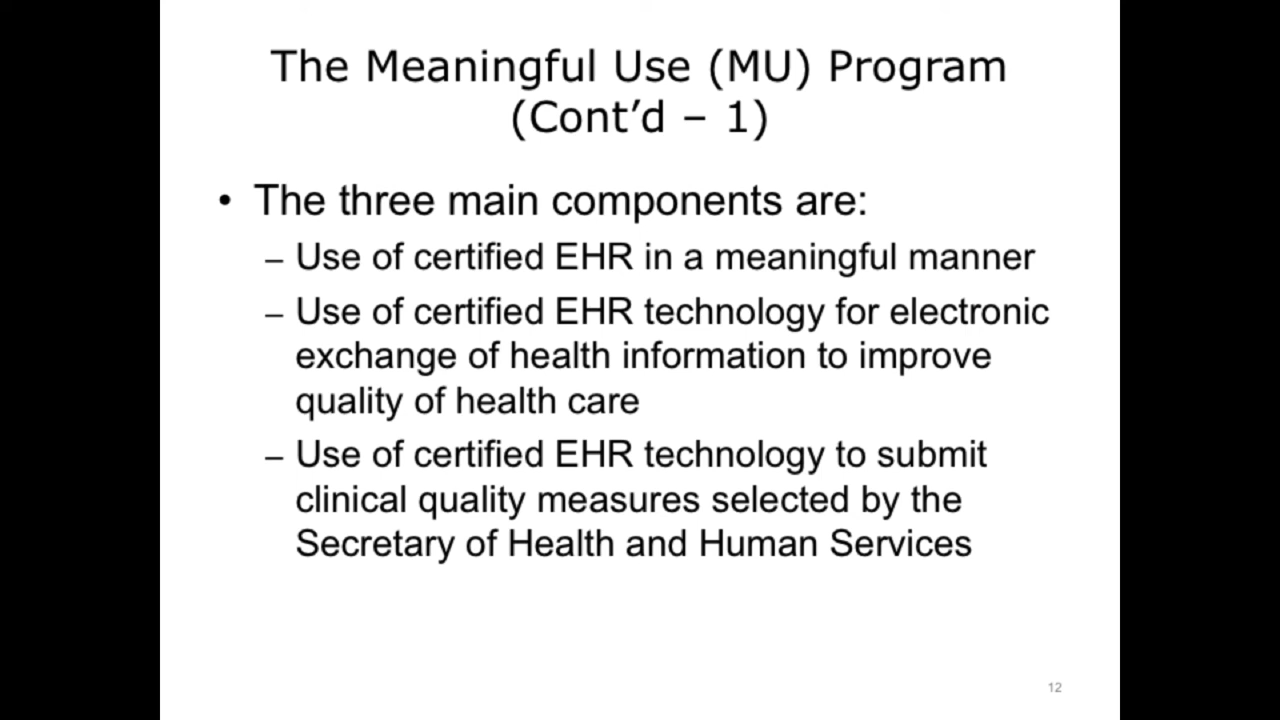 The Meaningful Use (MU) Program
(Cont’d – 1)
• The three main components are:
– Use of certified EHR in a meaningful manner
– Use of certified EHR technology for electronic
exchange of health information to improve
quality of health care
– Use of certified EHR technology to submit
clinical quality measures selected by the
Secretary of Health and Human Services
12